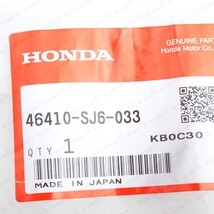 HONDA
GENUINE PARTS
Honda Motor Co.,
46410-SJ6-033
KB0C30
QTY 1
MADE IN JAPAN